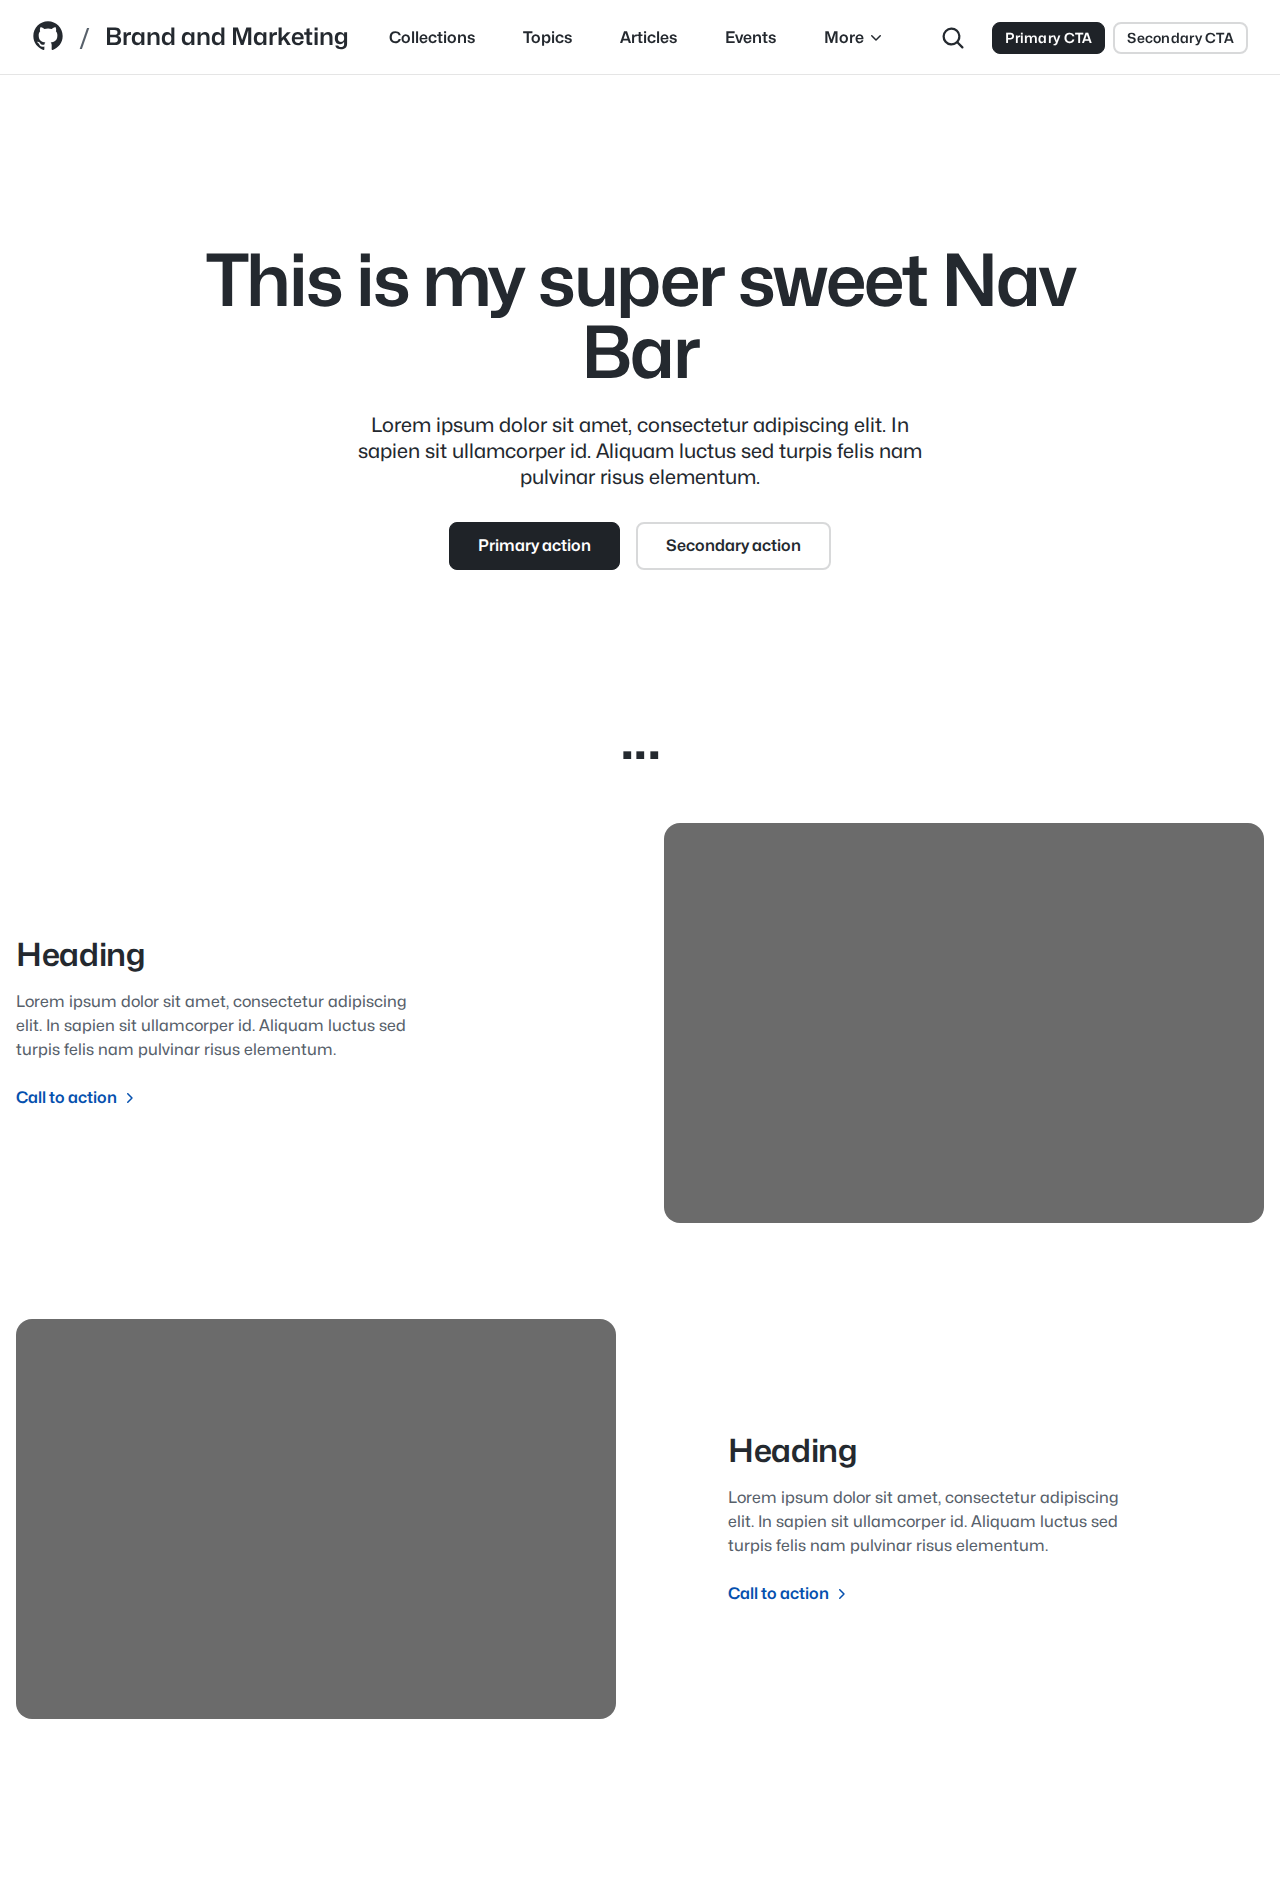 / Brand and Marketing Collections Topics Articles Events More Primary CTA Secondary CTA
This is my super sweet Nav
Bar
Lorem ipsum dolor sit amet, consectetur adipiscing elit. In
sapien sit ullamcorper id. Aliquam luctus sed turpis felis nam
pulvinar risus elementum.
Primary action Secondary action
...
Heading
Lorem ipsum dolor sit amet, consectetur adipiscing
elit. In sapien sit ullamcorper id. Aliquam luctus sed
turpis felis nam pulvinar risus elementum.
Call to action
Heading
Lorem ipsum dolor sit amet, consectetur adipiscing
elit. In sapien sit ullamcorper id. Aliquam luctus sed
turpis felis nam pulvinar risus elementum.
Call to action